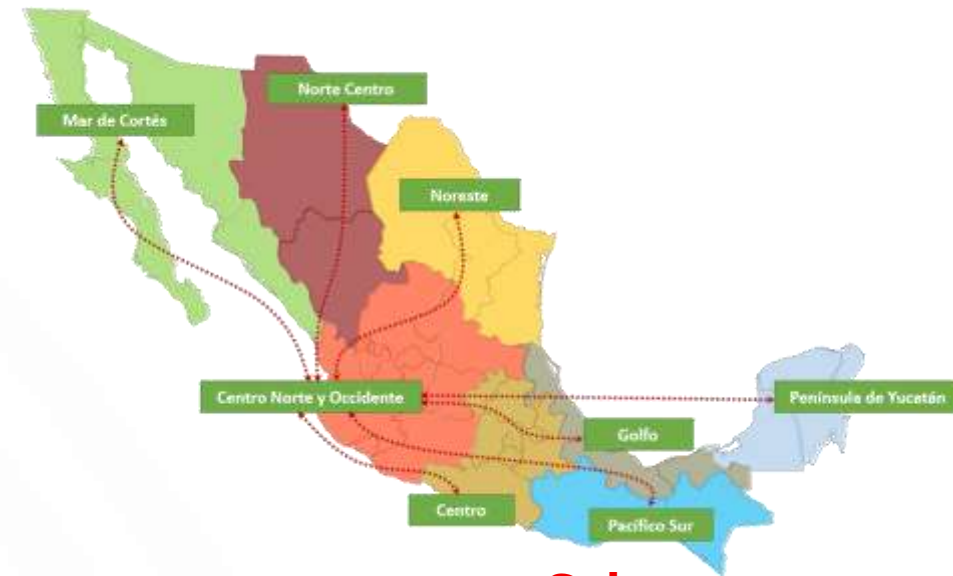 Norte Centro
Mar de Cortés
Noreste
Centro Norte y Occidente
Península de Yucatán
Golfo
Centro
Pacífico Sur